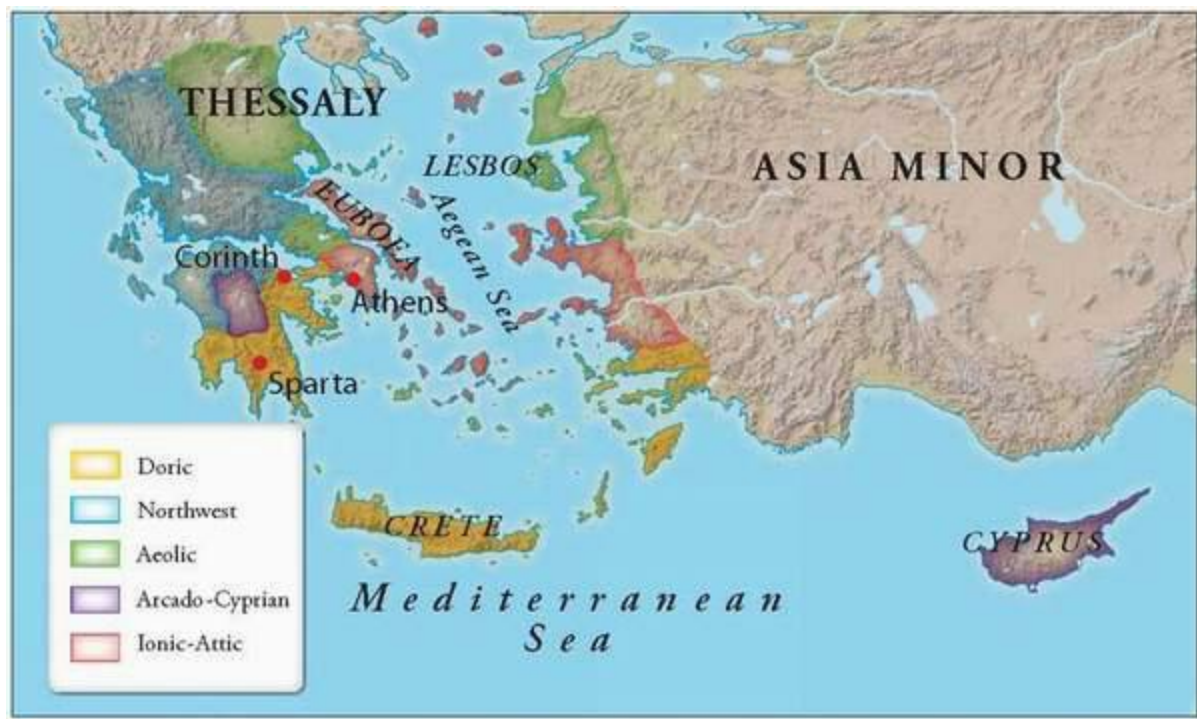 THESSALY
LESBOS
ASIA MINOR
EUBOEA
Aegean Sea
Corinth
Athens
Sparta
Doric
Northwest
Aeolic
Arcado-Cyprian
Ionic-Attic
CRETE
CYPRUS
Mediterranean
Sea